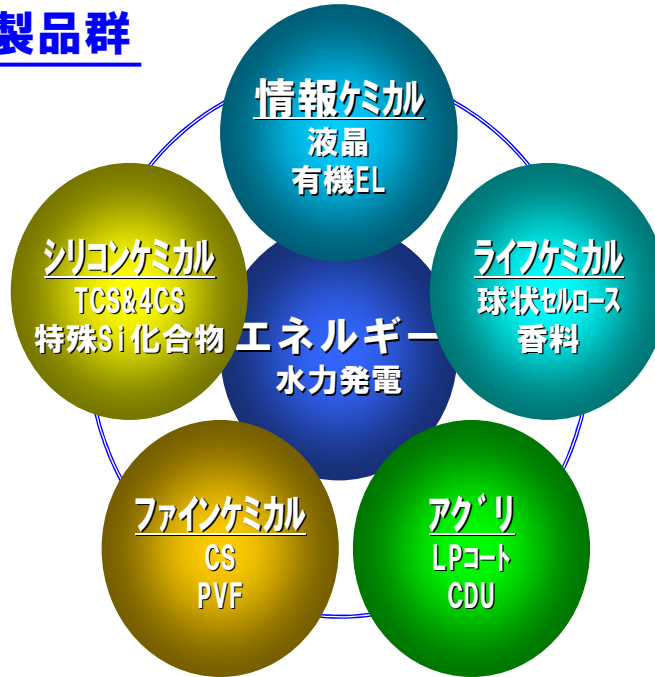 製品群
情報ｹﾐｶﾙ
液晶
有機EL
シリコンケミカル
TCS&4CS
特殊Si化合物
ライフケミカル
球状ｾﾙﾛｰｽ
香料
エネルギー
水力発電
ファインケミカル
CS
PVF
アグリ
LPｺｰﾄ
CDU